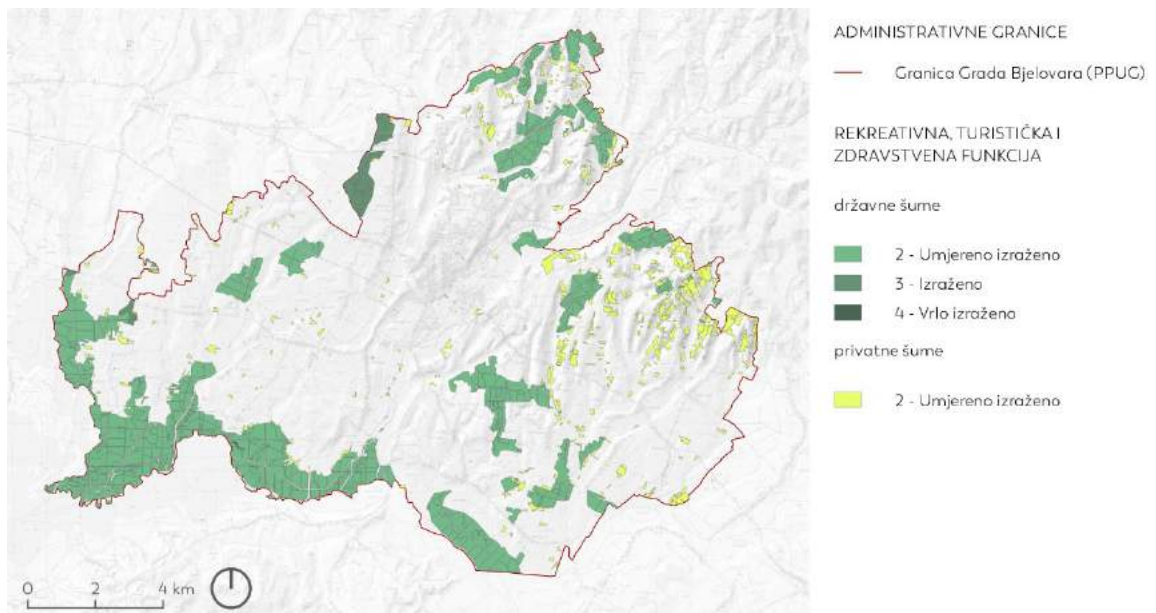 ADMINISTRATIVNE GRANICE
Granica Grada Bjelovara (PPUG)
REKREATIVNA, TURISTIČKA I
ZDRAVSTVENA FUNKCIJA
državne šume
2 - Umjereno izraženo
3 - Izraženo
4 - Vrlo izraženo
privatne šume
2 - Umjereno izraženo
0 2 4 km